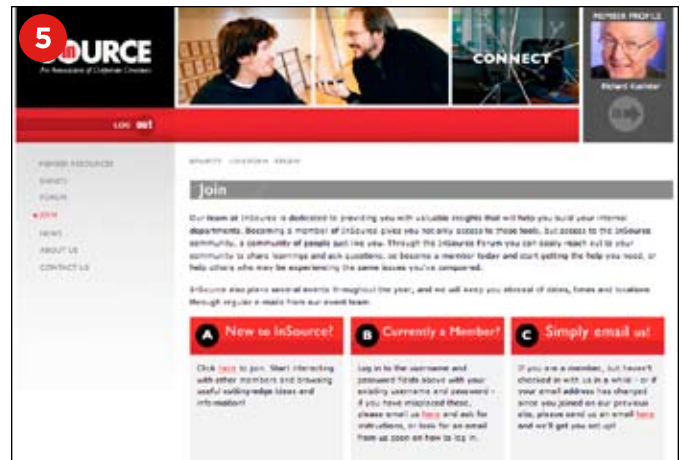 5
SOURCE
An Association of Corporate Creatives
CONNECT
MEMBER PROFILE
LOG out
MEMBER RESOURCES
EVENTS
FORUM
JOIN
NEWS
ABOUT US
CONTACT US
BENEFITS
Join
Our team at InSource is dedicated to providing you with valuable insights that will help you build your internal
departments. Becoming a member of InSource gives you not only access to those tools, but access to the InSource
community, a community of people just like you. Through the InSource Forum you can easily reach out to your
community to share learnings and ask questions, so become a member today and start getting the help you need, or
help others who may be experiencing the same issues you've conquered.
InSource also plans several events throughout the year, and we will keep you abreast of dates, times and locations
through regular e-mails from our event team.
A New to InSource?
Click here to join. Start interacting
with other members and browsing
useful cutting-edge ideas and
information!
B Currently a Member?
Log in to the username and
password fields above with your
existing username and password -
if you have misplaced these,
please email us here and ask for
instructions, or look for an email
from us soon on how to log in.
C Simply email us!
If you are a member, but haven't
checked in with us in a while - or if
your email address has changed
since you joined on our previous
site, please send us an email here
and we'll get you set up!